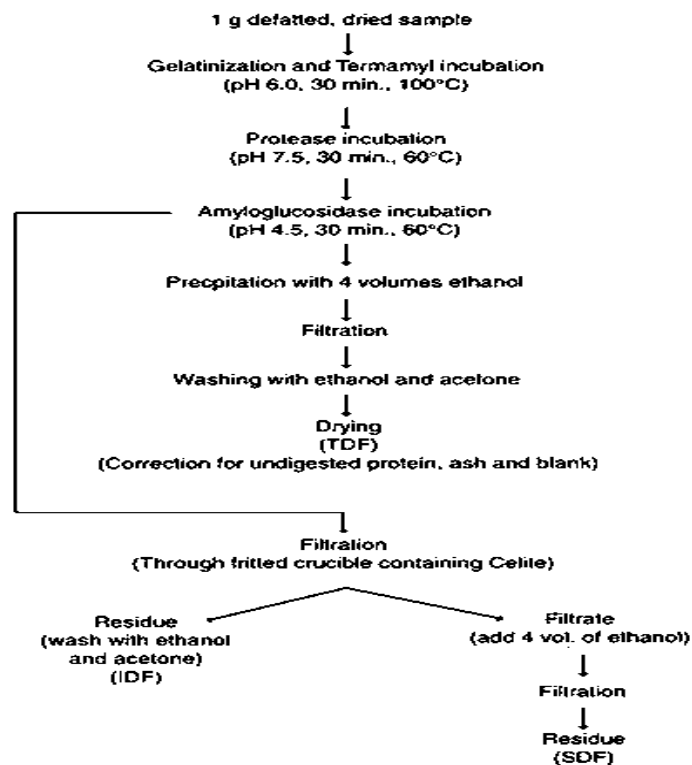 1 g defatted, dried sample
Gelatinization and Termamyl incubation
(pH 6.0, 30 min., 100°C)
Protease incubation
(pH 7.5, 30 min., 60°C)
Amyloglucosidase incubation
(pH 4.5, 30 min., 60°C)
Precpitation with 4 volumes ethanol
Filtration
Washing with ethanol and acetone
Drying
(TDF)
(Correction for undigested protein, ash and blank)
Filtration
(Through fritted crucible containing Celite)
Residue
(wash with ethanol
and acetone)
(IDF)
Filtrate
(add 4 vol. of ethanol)
Filtration
Residue
(SDF)